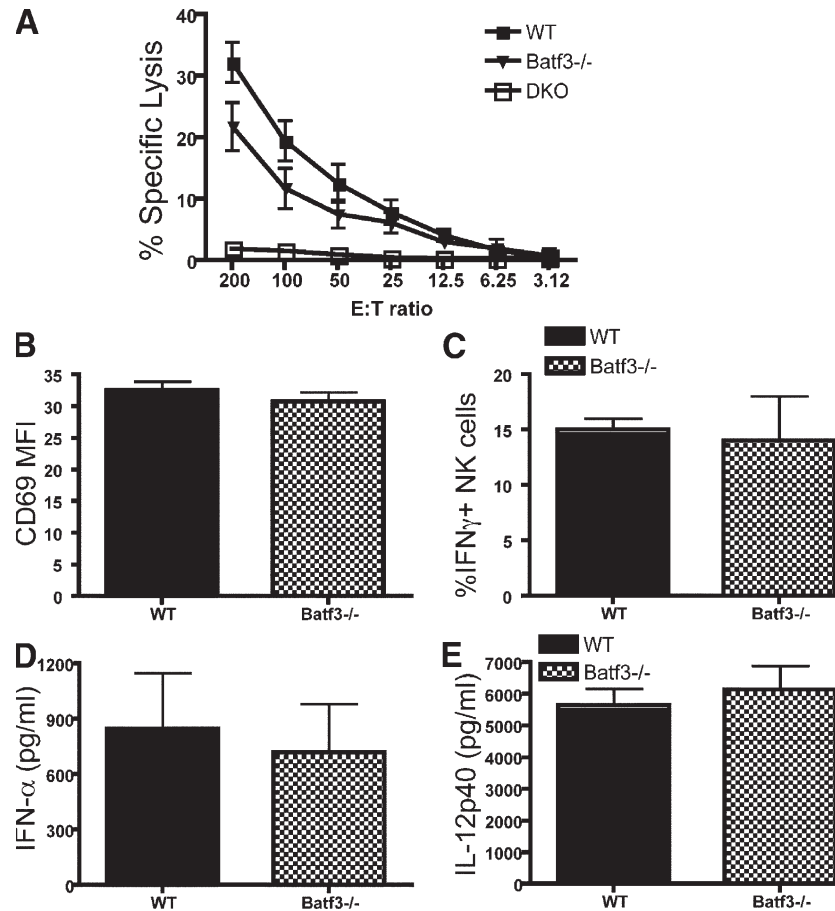 A
% Specific Lysis
40
30
20
10
0
200 100 50 25 12.5 6.25 3.12
E:T ratio
WT
Batf3-/-
DKO
B
CD69 MFI
35
30
25
20
15
10
5
0
WT Batf3-/-
C
WT
Batf3-/-
%IFNγ+ NK cells
20
15
10
5
0
WT Batf3-/-
D
IFN-α (pg/ml)
1200
900
600
300
0
WT Batf3-/-
E
WT
Batf3-/-
IL-12p40 (pg/ml)
7000
6000
5000
4000
3000
2000
1000
0
WT Batf3-/-